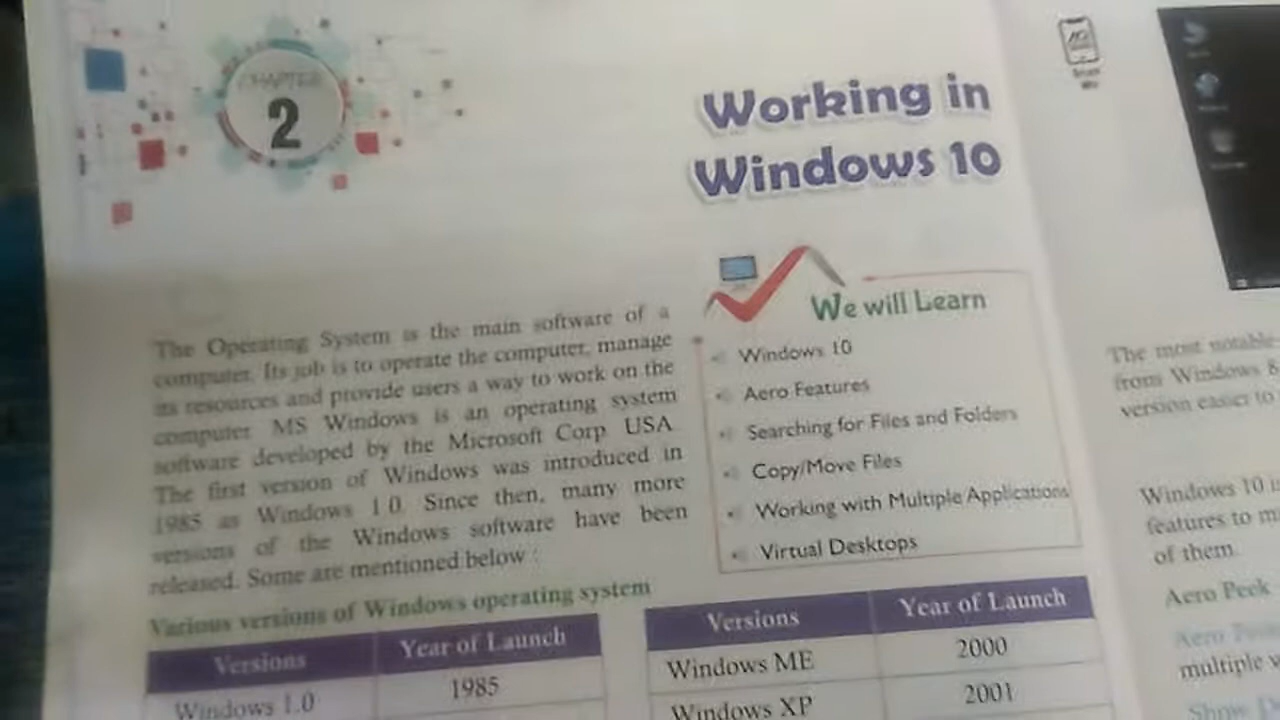 CHAPTER
2
Working in
Windows 10
The Operating System is the main software of a
computer. Its job is to operate the computer, manage
its resources and provide users a way to work on the
computer. MS Windows is an operating system
software developed by the Microsoft Corp. USA.
The first version of Windows was introduced in
1985 as Windows 1.0. Since then, many more
versions of the Windows software have been
released. Some are mentioned below :
We will Learn
Windows 10
Aero Features
Searching for Files and Folders
Copy/Move Files
Working with Multiple Applications
Virtual Desktops
Various versions of Windows operating system
Versions Year of Launch
Windows 1.0 1985
Versions Year of Launch
Windows ME 2000
Windows XP 2001
The most notable
from Windows 8
version easier to
Windows 10 is
features to m
of them.
Aero Peek
Aero
multiple w
Show D